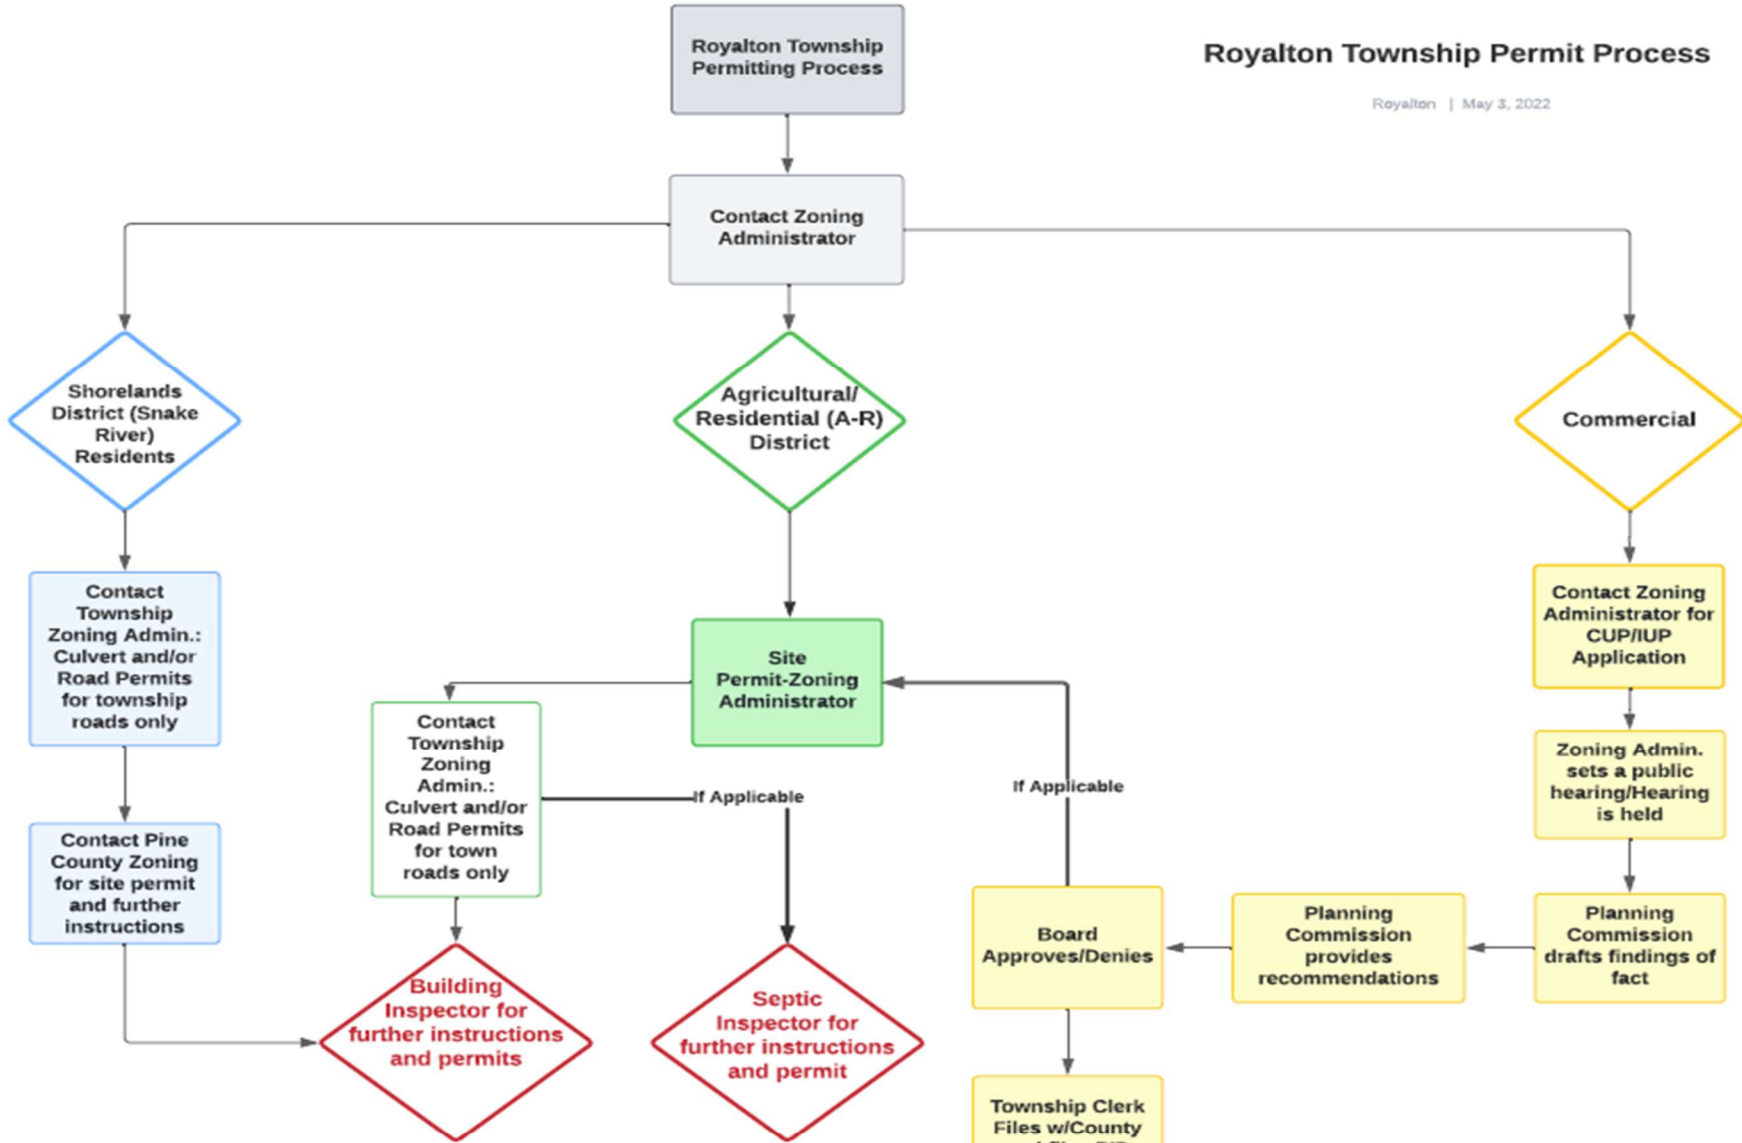 Royalton Township
Permitting Process
Royalton Township Permit Process
Royalton | May 3, 2022
Contact Zoning
Administrator
Shorelands
District (Snake
River)
Residents
Agricultural/
Residential (A-R)
District
Commercial
Contact
Township
Zoning Admin.:
Culvert and/or
Road Permits
for township
roads only
Site
Permit-Zoning
Administrator
Contact Zoning
Administrator for
CUP/IUP
Application
Contact
Township
Zoning
Admin.:
Culvert and/or
Road Permits
for town
roads only
If Applicable
If Applicable
Zoning Admin.
sets a public
hearing/Hearing
is held
Contact Pine
County Zoning
for site permit
and further
instructions
Board
Approves/Denies
Planning
Commission
provides
recommendations
Planning
Commission
drafts findings of
fact
Building
Inspector for
further instructions
and permits
Septic
Inspector for
further instructions
and permit
Township Clerk
Files w/County